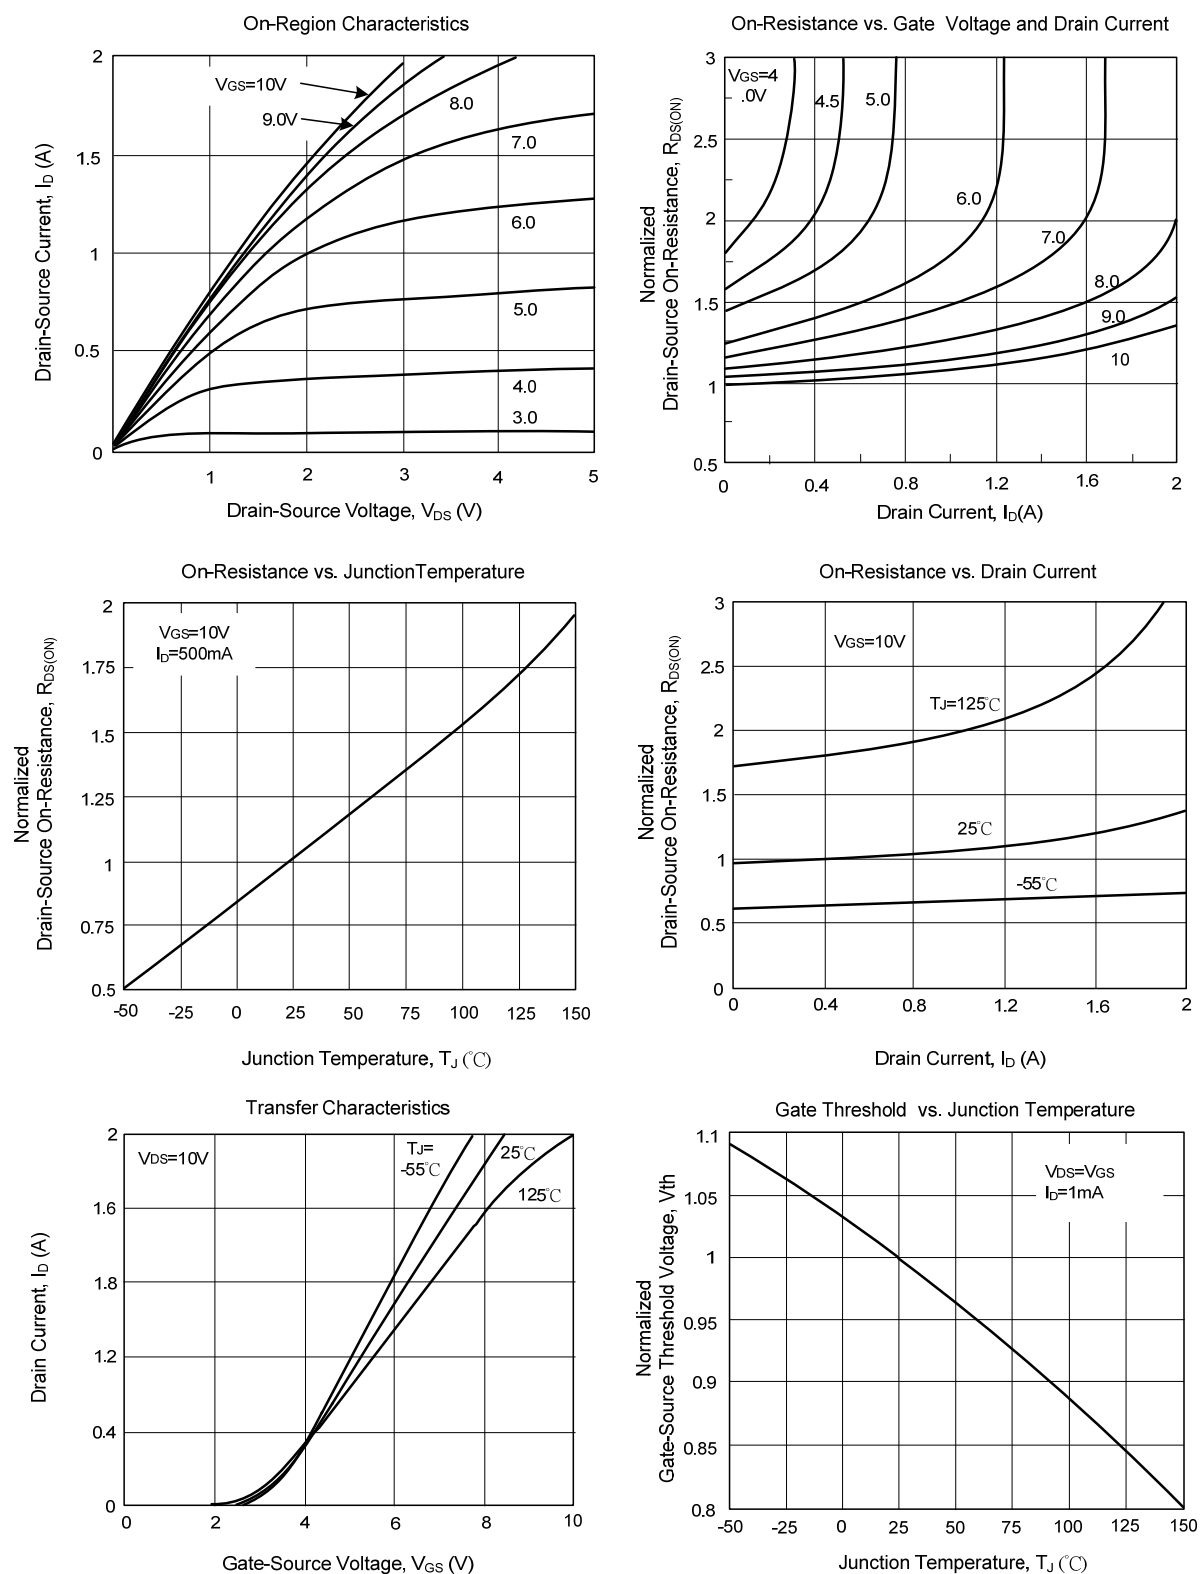 On-Region Characteristics
2
1.5
1
0.5
0
VGS=10V
9.0V
8.0
7.0
6.0
5.0
4.0
3.0
1 2 3 4 5
Drain-Source Current, ID (A)
Drain-Source Voltage, VDS (V)
On-Resistance vs. Gate Voltage and Drain Current
3
2.5
2
1.5
1
0.5
VGS=4
.0V
4.5
5.0
6.0
7.0
8.0
9.0
10
0 0.4 0.8 1.2 1.6 2
Normalized
Drain-Source On-Resistance, RDS(ON)
Drain Current, ID(A)
On-Resistance vs. JunctionTemperature
2
1.75
1.5
1.25
1
0.75
0.5
VGS=10V
ID=500mA
-50 -25 0 25 50 75 100 125 150
Normalized
Drain-Source On-Resistance, RDS(ON)
Junction Temperature, TJ (℃)
On-Resistance vs. Drain Current
3
2.5
2
1.5
1
0.5
0
VGS=10V
TJ=125℃
25℃
-55℃
0 0.4 0.8 1.2 1.6 2
Normalized
Drain-Source On-Resistance, RDS(ON)
Drain Current, ID (A)
Transfer Characteristics
2
1.6
1.8
1.2
0.4
0
VDS=10V
TJ=
-55℃
25℃
125℃
0 2 4 6 8 10
Drain Current, ID (A)
Gate-Source Voltage, VGS (V)
Gate Threshold vs. Junction Temperature
1.1
1.05
1
0.95
0.9
0.85
0.8
VDS=VGS
ID=1mA
-50 -25 0 25 50 75 100 125 150
Normalized
Gate-Source Threshold Voltage, Vth
Junction Temperature, TJ (℃)